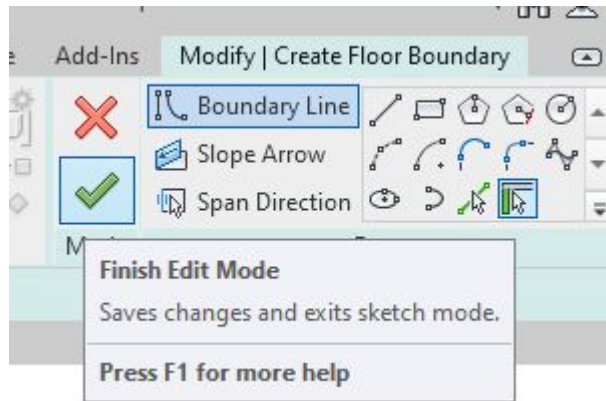 Add-Ins
Modify | Create Floor Boundary
Boundary Line
Slope Arrow
Span Direction
Finish Edit Mode
Saves changes and exits sketch mode.
Press F1 for more help